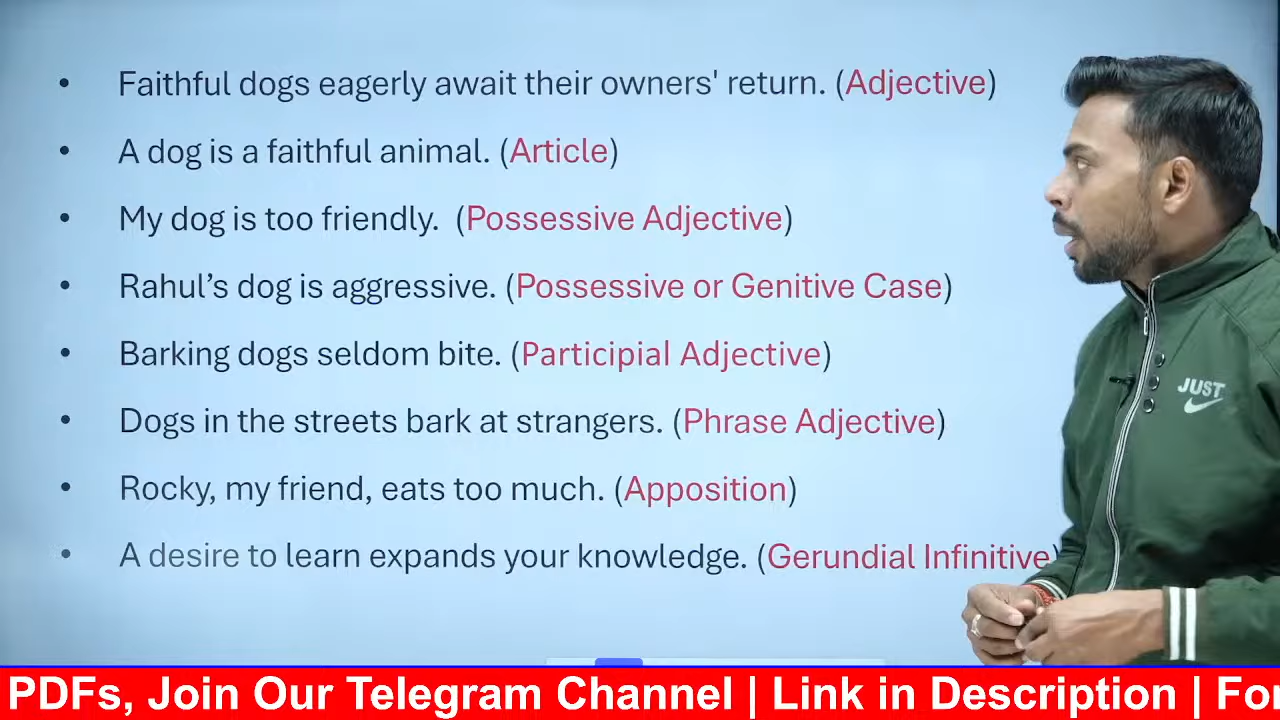 • Faithful dogs eagerly await their owners' return. (Adjective)
• A dog is a faithful animal. (Article)
• My dog is too friendly. (Possessive Adjective)
• Rahul’s dog is aggressive. (Possessive or Genitive Case)
• Barking dogs seldom bite. (Participial Adjective)
• Dogs in the streets bark at strangers. (Phrase Adjective)
• Rocky, my friend, eats too much. (Apposition)
• A desire to learn expands your knowledge. (Gerundial Infinitive)
JUST
PDFs, Join Our Telegram Channel | Link in Description | For